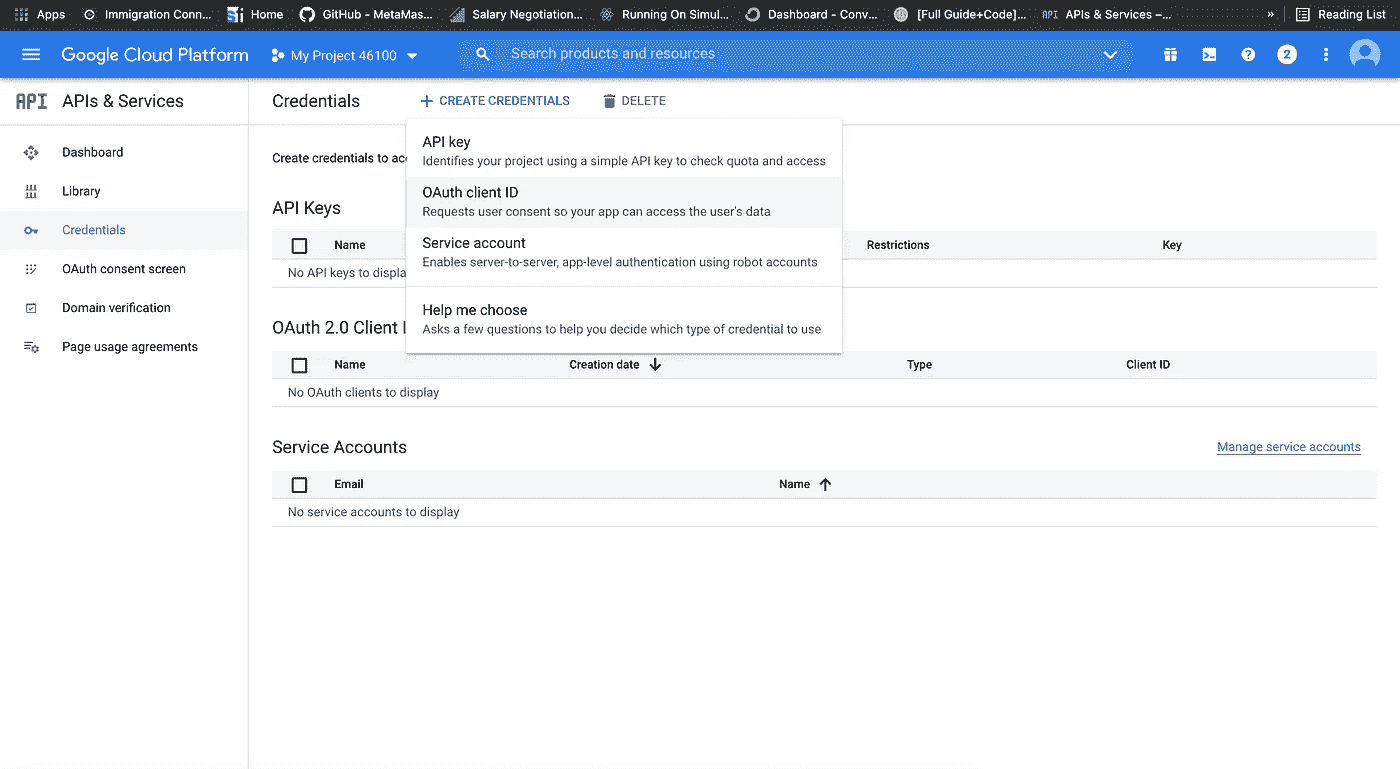 Apps
Immigration Conn...
Home
GitHub - MetaMas...
Salary Negotiation...
Running On Simul...
Dashboard - Conv...
[Full Guide+Code]...
API APIs & Services –...
»
Reading List
Google Cloud Platform
My Project 46100
Search products and resources
2
API APIs & Services
Credentials
+ CREATE CREDENTIALS
DELETE
Dashboard
Library
Credentials
OAuth consent screen
Domain verification
Page usage agreements
Create credentials to acc
API key
Identifies your project using a simple API key to check quota and access
OAuth client ID
Requests user consent so your app can access the user's data
Service account
Enables server-to-server, app-level authentication using robot accounts
Help me choose
Asks a few questions to help you decide which type of credential to use
API Keys
Name
Restrictions
Key
No API keys to displa
OAuth 2.0 Client I
Name
Creation date
Type
Client ID
No OAuth clients to display
Service Accounts
Manage service accounts
Email
Name
No service accounts to display